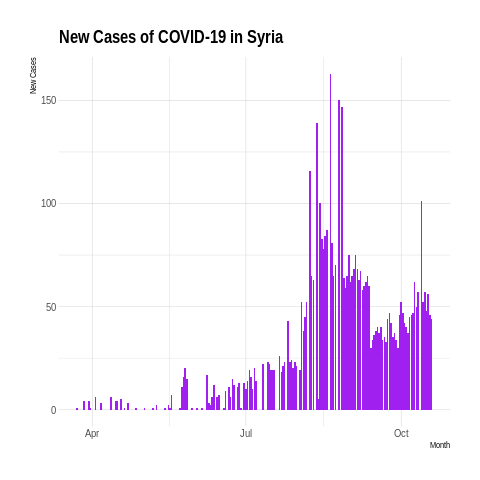 New Cases of COVID-19 in Syria
New Cases
150
100
50
0
Apr
Jul
Oct
Month